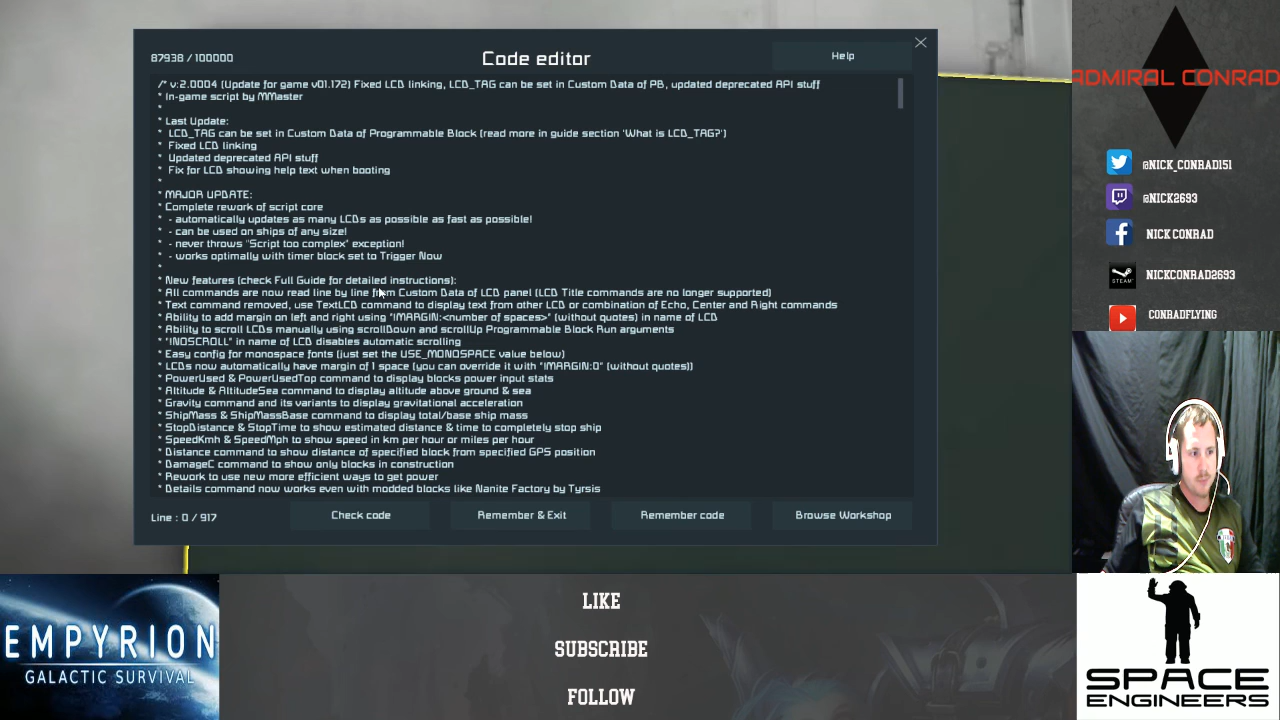 87938 / 100000
Code editor
Help
/* v:2.0004 (Update for game v01.172) Fixed LCD linking, LCD_TAG can be set in Custom Data of PB, updated deprecated API stuff
* In-game script by MMaster
*
* Last Update:
*  LCD_TAG can be set in Custom Data of Programmable Block (read more in guide section 'What is LCD_TAG?')
*  Fixed LCD linking
*  Updated deprecated API stuff
*  Fix for LCD showing help text when booting
*
* MAJOR UPDATE:
* Complete rework of script core
*  - automatically updates as many LCDs as possible as fast as possible!
*  - can be used on ships of any size!
*  - never throws "Script too complex" exception!
*  - works optimally with timer block set to Trigger Now
*
* New features (check Full Guide for detailed instructions):
* All commands are now read line by line from Custom Data of LCD panel (LCD Title commands are no longer supported)
* Text command removed, use TextLCD command to display text from other LCD or combination of Echo, Center and Right commands
* Ability to add margin on left and right using "!MARGIN:<number of spaces>" (without quotes) in name of LCD
* Ability to scroll LCDs manually using scrollDown and scrollUp Programmable Block Run arguments
* "!NOSCROLL" in name of LCD disables automatic scrolling
* Easy config for monospace fonts (just set the USE_MONOSPACE value below)
* LCDs now automatically have margin of 1 space (you can override it with "!MARGIN:0" (without quotes))
* PowerUsed & PowerUsedTop command to display blocks power input stats
* Altitude & AltitudeSea command to display altitude above ground & sea
* Gravity command and its variants to display gravitational acceleration
* ShipMass & ShipMassBase command to display total/base ship mass
* StopDistance & StopTime to show estimated distance & time to completely stop ship
* SpeedKmh & SpeedMph to show speed in km per hour or miles per hour
* Distance command to show distance of specified block from specified GPS position
* DamageC command to show only blocks in construction
* Rework to use new more efficient ways to get power
* Details command now works even with modded blocks like Nanite Factory by Tyrsis
Line : 0 / 917
Check code
Remember & Exit
Remember code
Browse Workshop
ADMIRAL CONRAD
@NICK_CONRAD151
@NICK2693
NICK CONRAD
STEAM
NICKCONRAD2693
CONRADFLYING
EMPYRION
GALACTIC SURVIVAL
LIKE
SUBSCRIBE
FOLLOW
SPACE
ENGINEERS